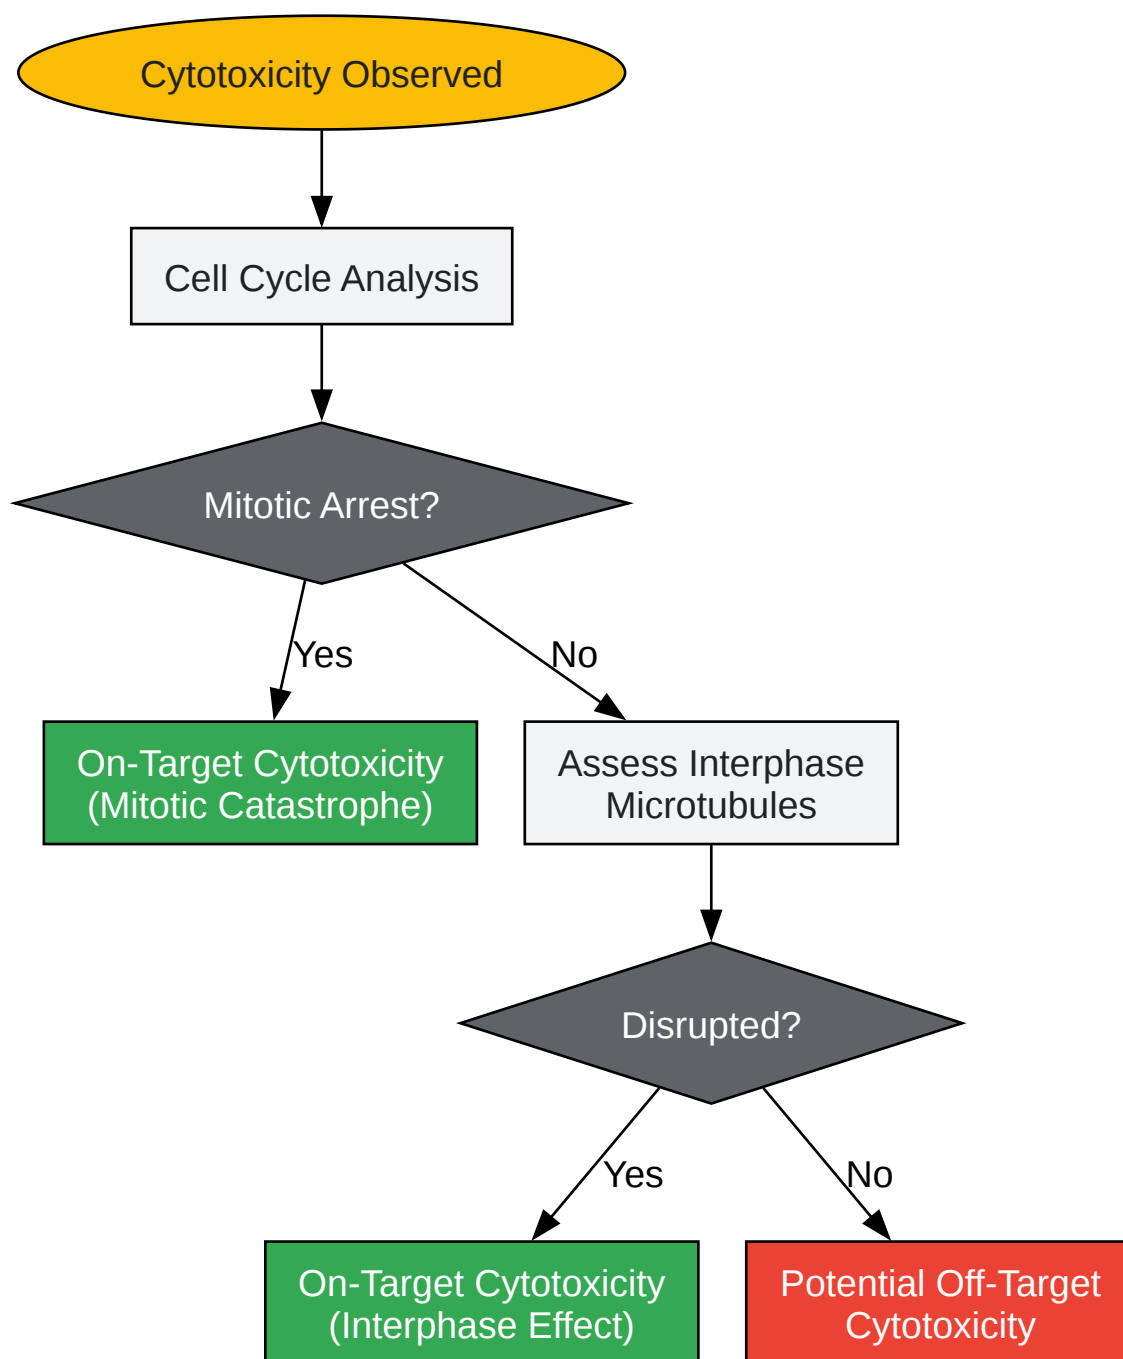 Cytotoxicity Observed
Cell Cycle Analysis
Mitotic Arrest?
Yes
No
On-Target Cytotoxicity
(Mitotic Catastrophe)
Assess Interphase
Microtubules
Disrupted?
Yes
No
On-Target Cytotoxicity
(Interphase Effect)
Potential Off-Target
Cytotoxicity